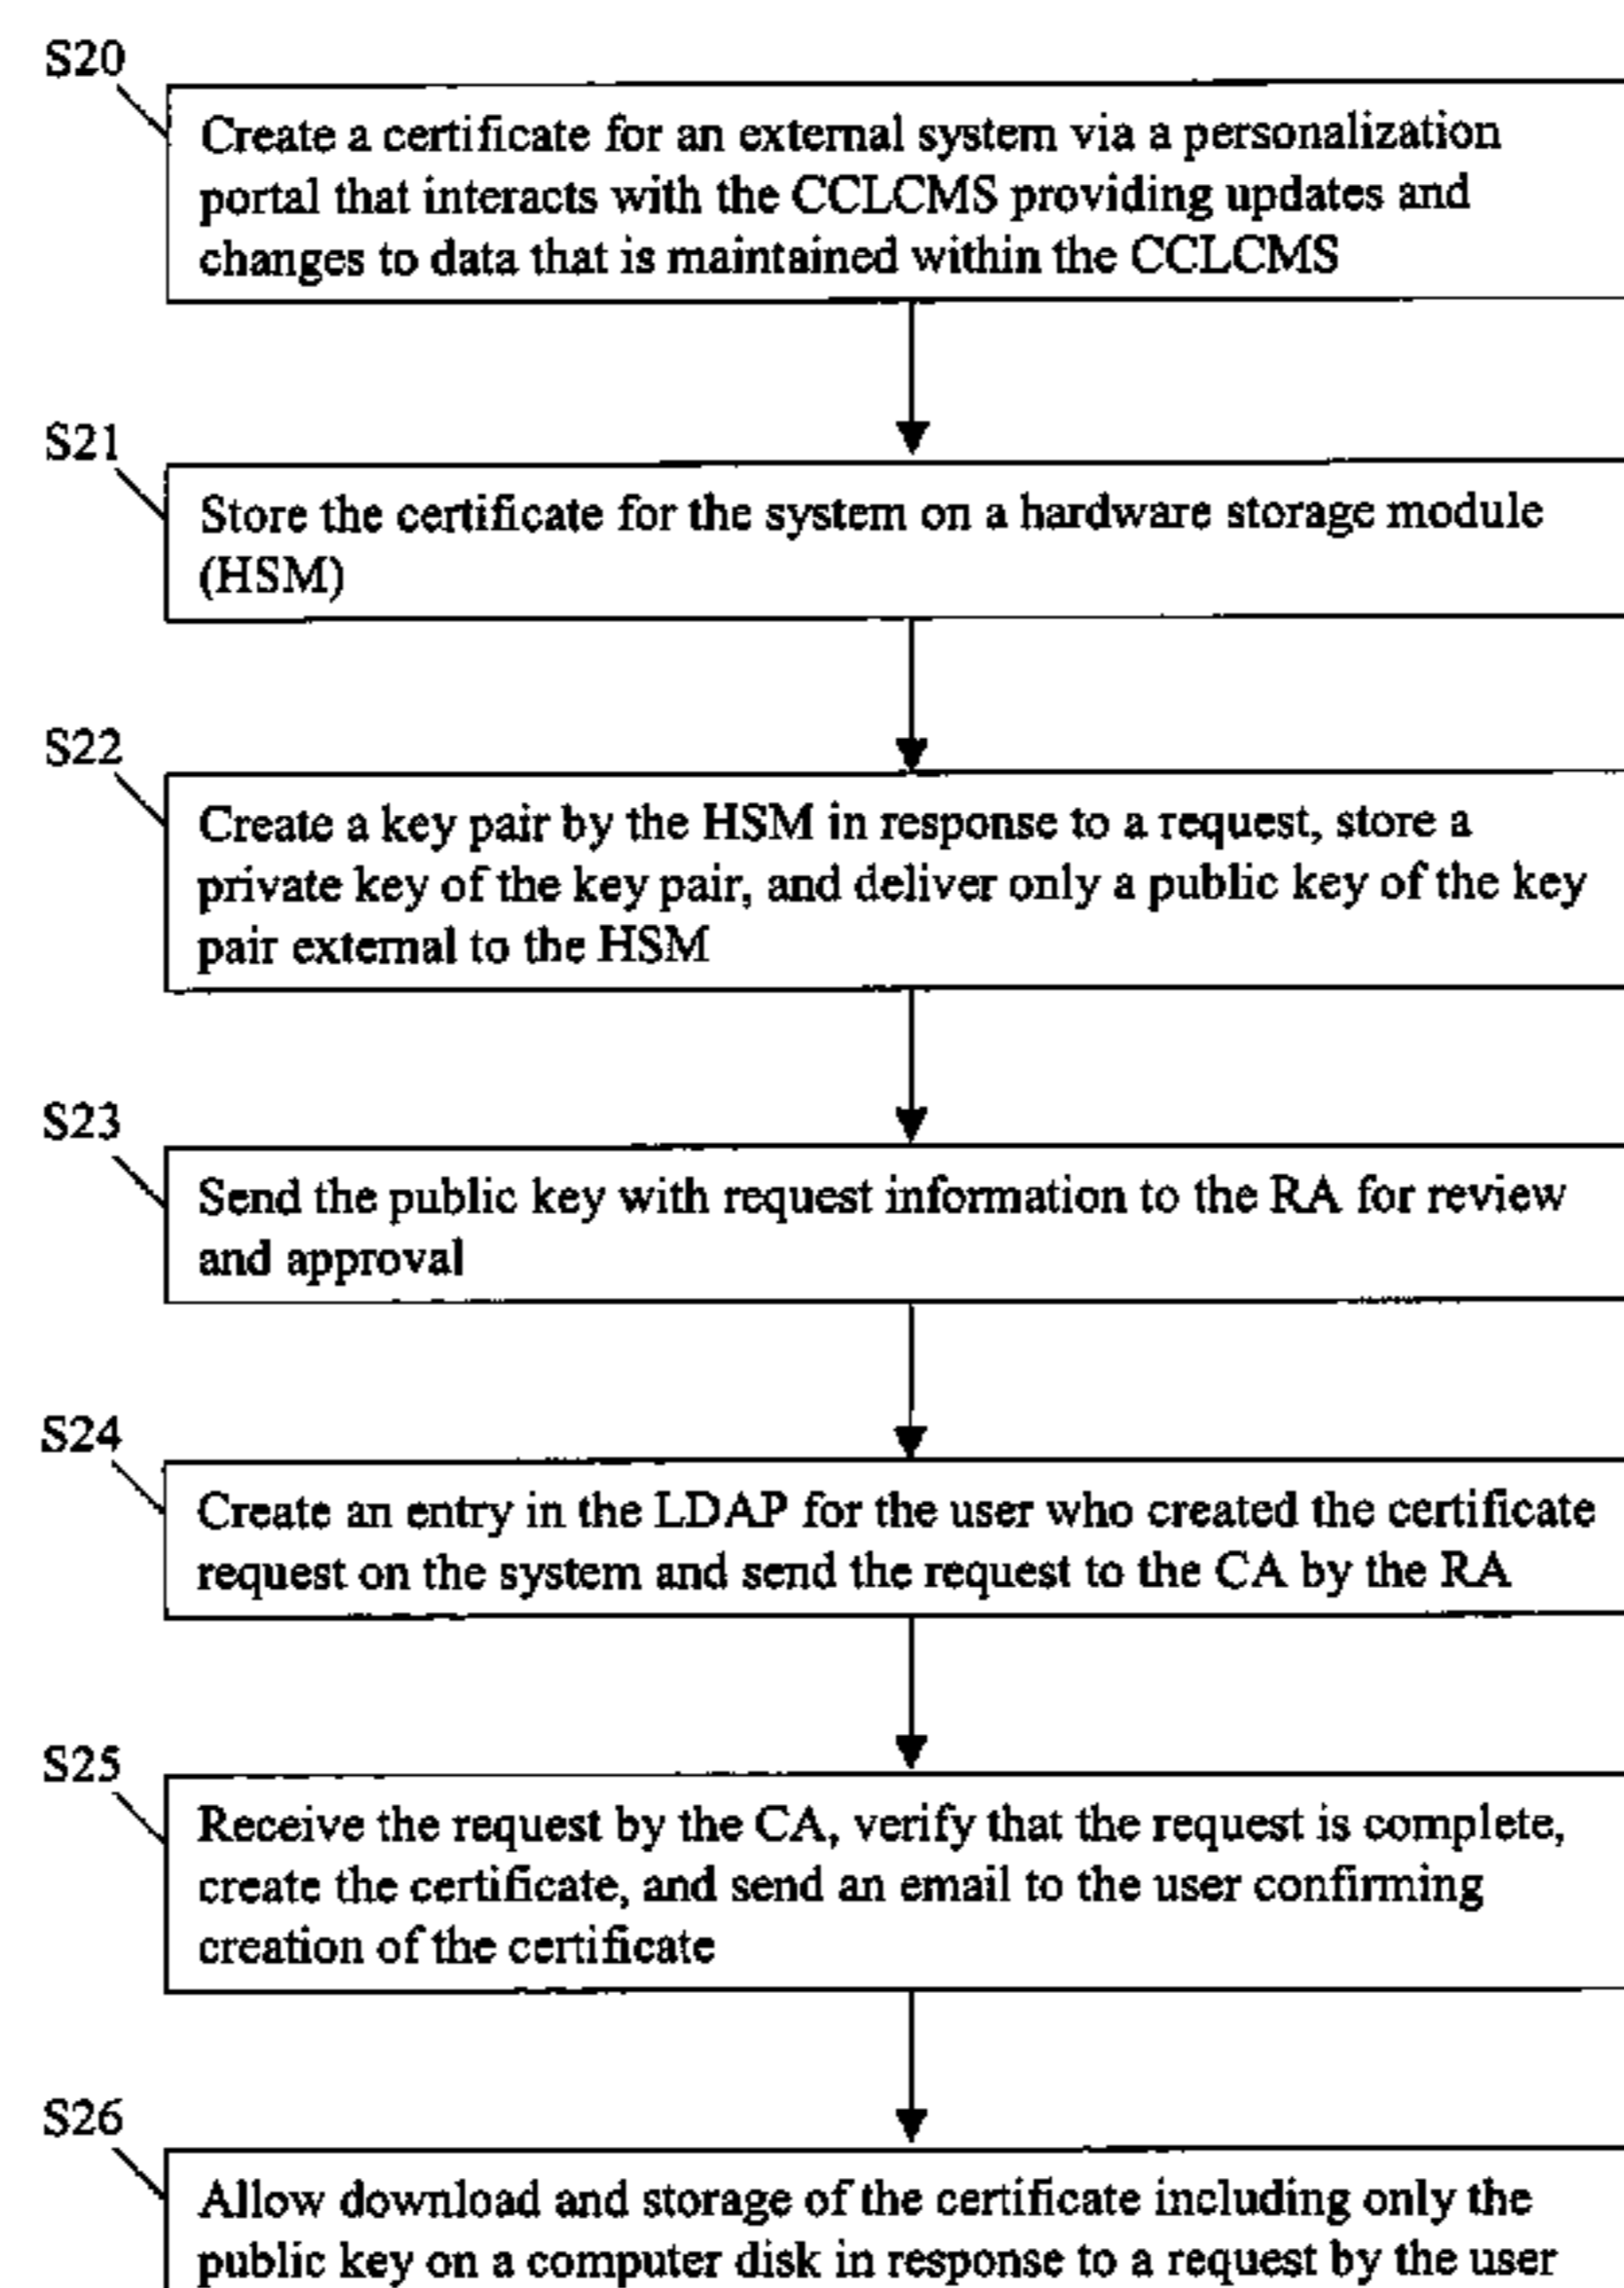 S20
Create a certificate for an external system via a personalization
portal that interacts with the CCLCMS providing updates and
changes to data that is maintained within the CCLCMS
S21
Store the certificate for the system on a hardware storage module
(HSM)
S22
Create a key pair by the HSM in response to a request, store a
private key of the key pair, and deliver only a public key of the key
pair external to the HSM
S23
Send the public key with request information to the RA for review
and approval
S24
Create an entry in the LDAP for the user who created the certificate
request on the system and send the request to the CA by the RA
S25
Receive the request by the CA, verify that the request is complete,
create the certificate, and send an email to the user confirming
creation of the certificate
S26
Allow download and storage of the certificate including only the
public key on a computer disk in response to a request by the user